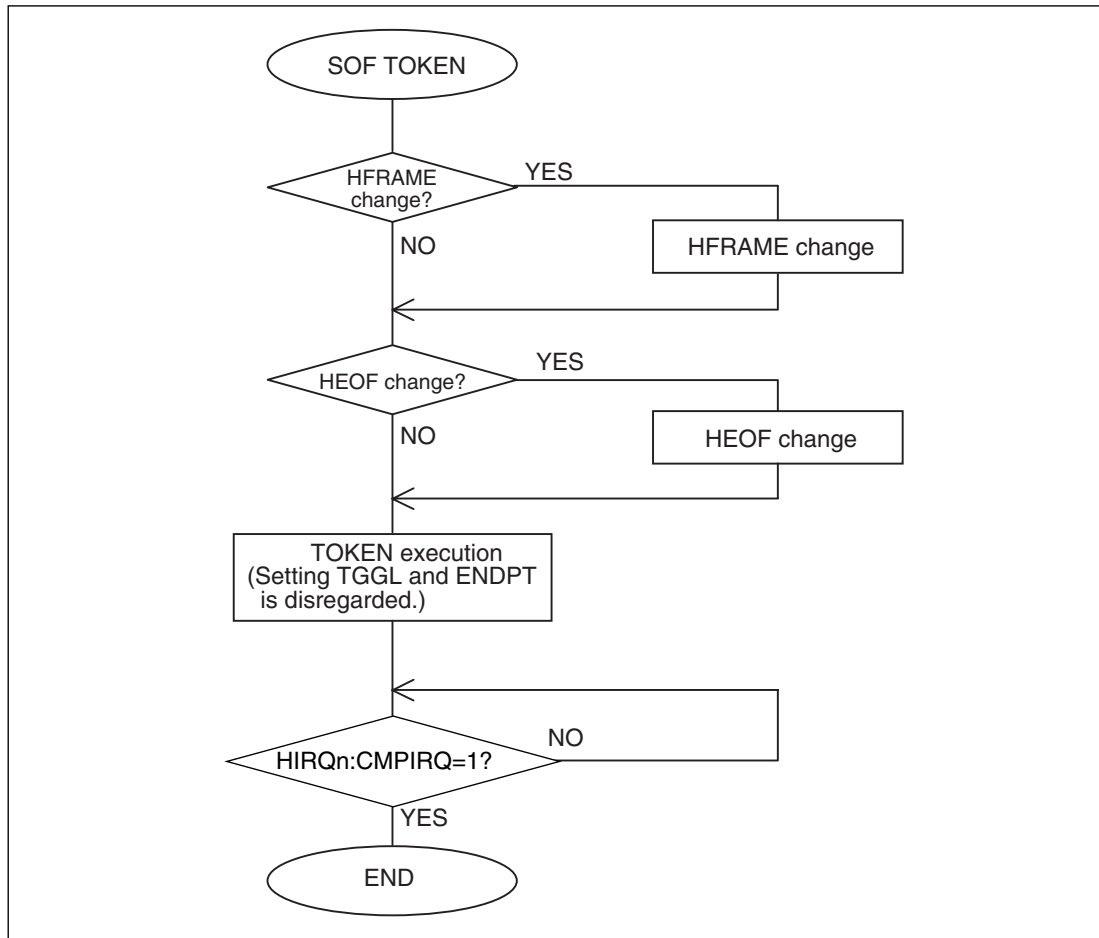 SOF TOKEN
HFRAME
change?
YES
NO
HFRAME change
HEOF change?
YES
NO
HEOF change
TOKEN execution
(Setting TGGL and ENDPT
is disregarded.)
HIRQn:CMPIRQ=1?
NO
YES
END